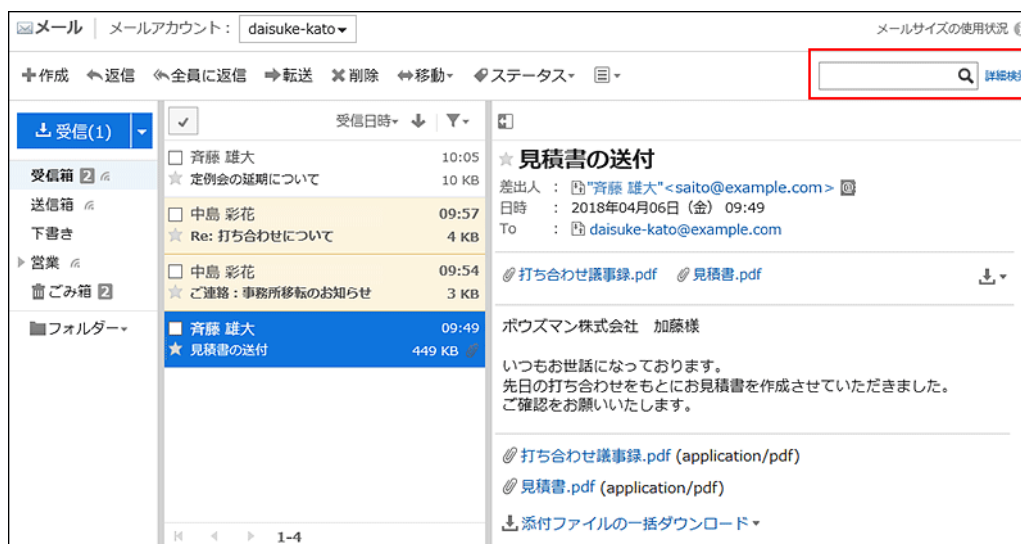 メール メールアカウント： daisuke-kato メールサイズの使用状況
作成 返信 全員に返信 転送 削除 移動 ステータス 詳細検
受信(1)
受信箱 2
送信箱
下書き
営業
ごみ箱 2
フォルダー
受信日時
斉藤 雄大 10:05
定例会の延期について 10 KB
中島 彩花 09:57
Re: 打ち合わせについて 4 KB
中島 彩花 09:54
ご連絡：事務所移転のお知らせ 3 KB
斉藤 雄大 09:49
見積書の送付 449 KB
1-4
見積書の送付
差出人 ： "斉藤 雄大"<saito@example.com>
日時 ： 2018年04月06日（金） 09:49
To ： daisuke-kato@example.com
打ち合わせ議事録.pdf 見積書.pdf
ボウズマン株式会社 加藤様
いつもお世話になっております。
先日の打ち合わせをもとにお見積書を作成させていただきました。
ご確認をお願いいたします。
打ち合わせ議事録.pdf (application/pdf)
見積書.pdf (application/pdf)
添付ファイルの一括ダウンロード